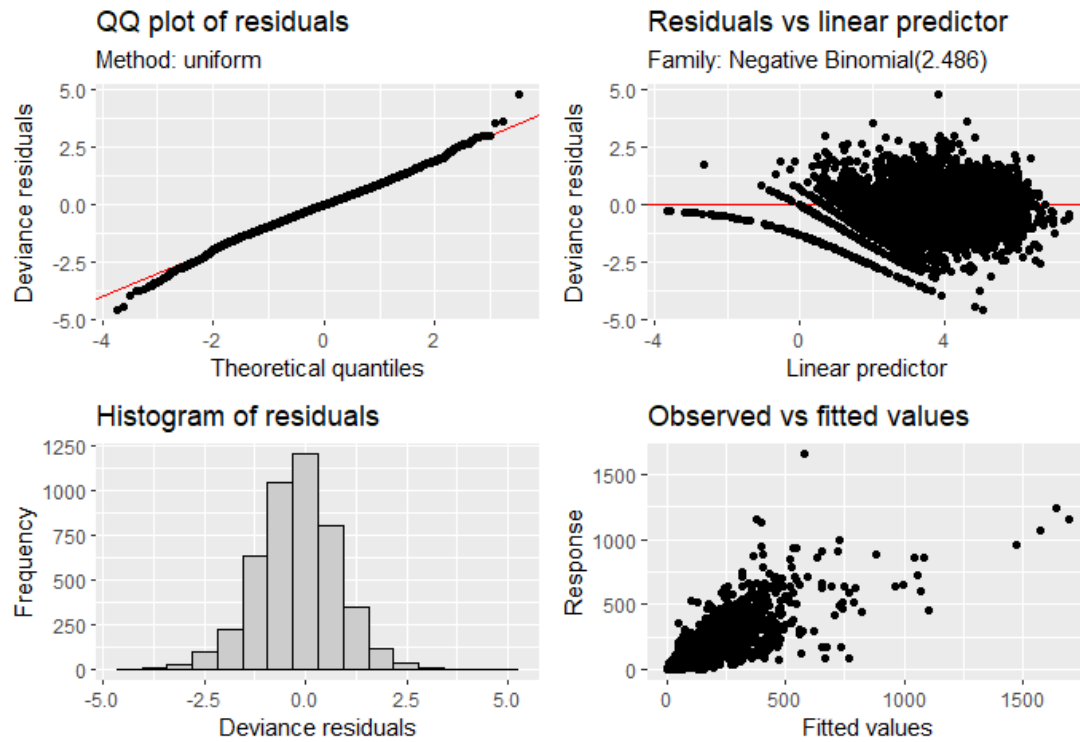 QQ plot of residuals
Method: uniform
5.0
2.5
0.0
-2.5
-5.0
Deviance residuals
-4
-2
0
2
Theoretical quantiles
Residuals vs linear predictor
Family: Negative Binomial(2.486)
5.0
2.5
0.0
-2.5
-5.0
Deviance residuals
-4
0
4
Linear predictor
Histogram of residuals
1250
1000
750
500
250
0
Frequency
-5.0
-2.5
0.0
2.5
5.0
Deviance residuals
Observed vs fitted values
1500
1000
500
0
Response
0
500
1000
1500
Fitted values